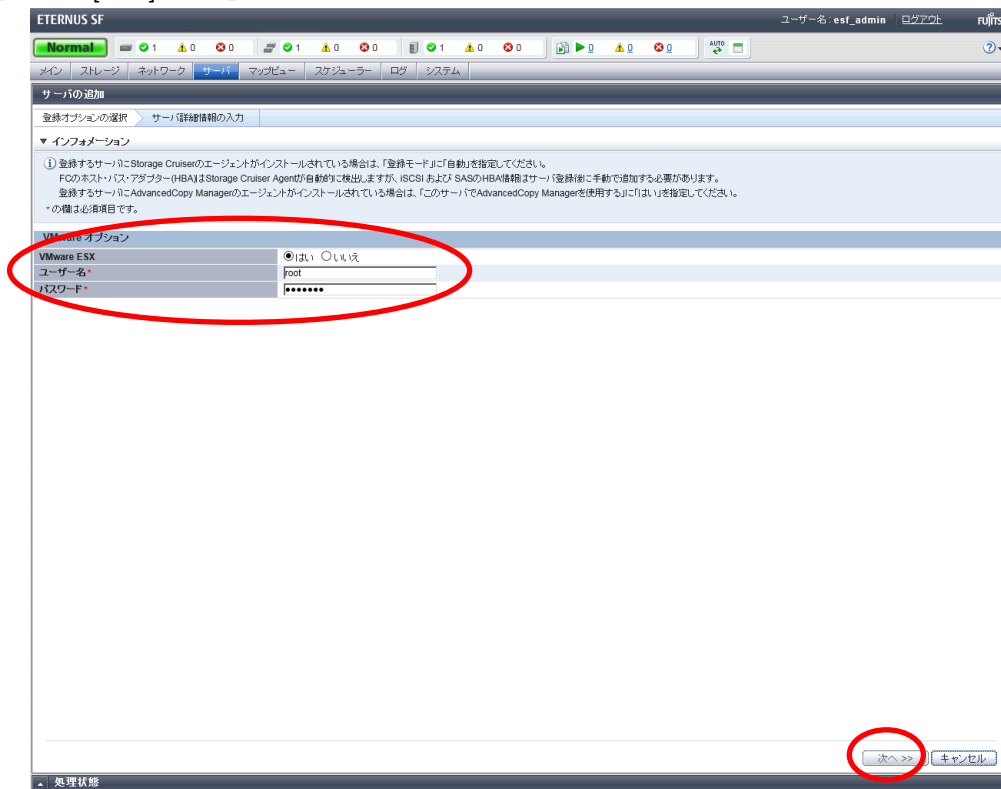 ETERNUS SF ユーザー名:esf_admin ログアウト
Normal 1 0 0 1 0 0 1 0 0 0 0 0 AUTO
メイン ストレージ ネットワーク サーバ マップビュー スケジューラー ログ システム
サーバの追加
登録オプションの選択 サーバ詳細情報の入力
▼ インフォメーション
登録するサーバにStorage Cruiserのエージェントがインストールされている場合は、「登録モード」に「自動」を指定してください。
FCのホスト・バス・アダプター(HBA)はStorage Cruiser Agentが自動的に検出しますが、iSCSI および SASのHBA情報はサーバ登録後に手動で追加する必要があります。
登録するサーバにAdvancedCopy Managerのエージェントがインストールされている場合は、「このサーバでAdvancedCopy Managerを使用する」に「はい」を指定してください。
*の欄は必須項目です。
VMware オプション
VMware ESX はい いいえ
ユーザー名* root
パスワード* •••••••
次へ >> キャンセル
処理状態